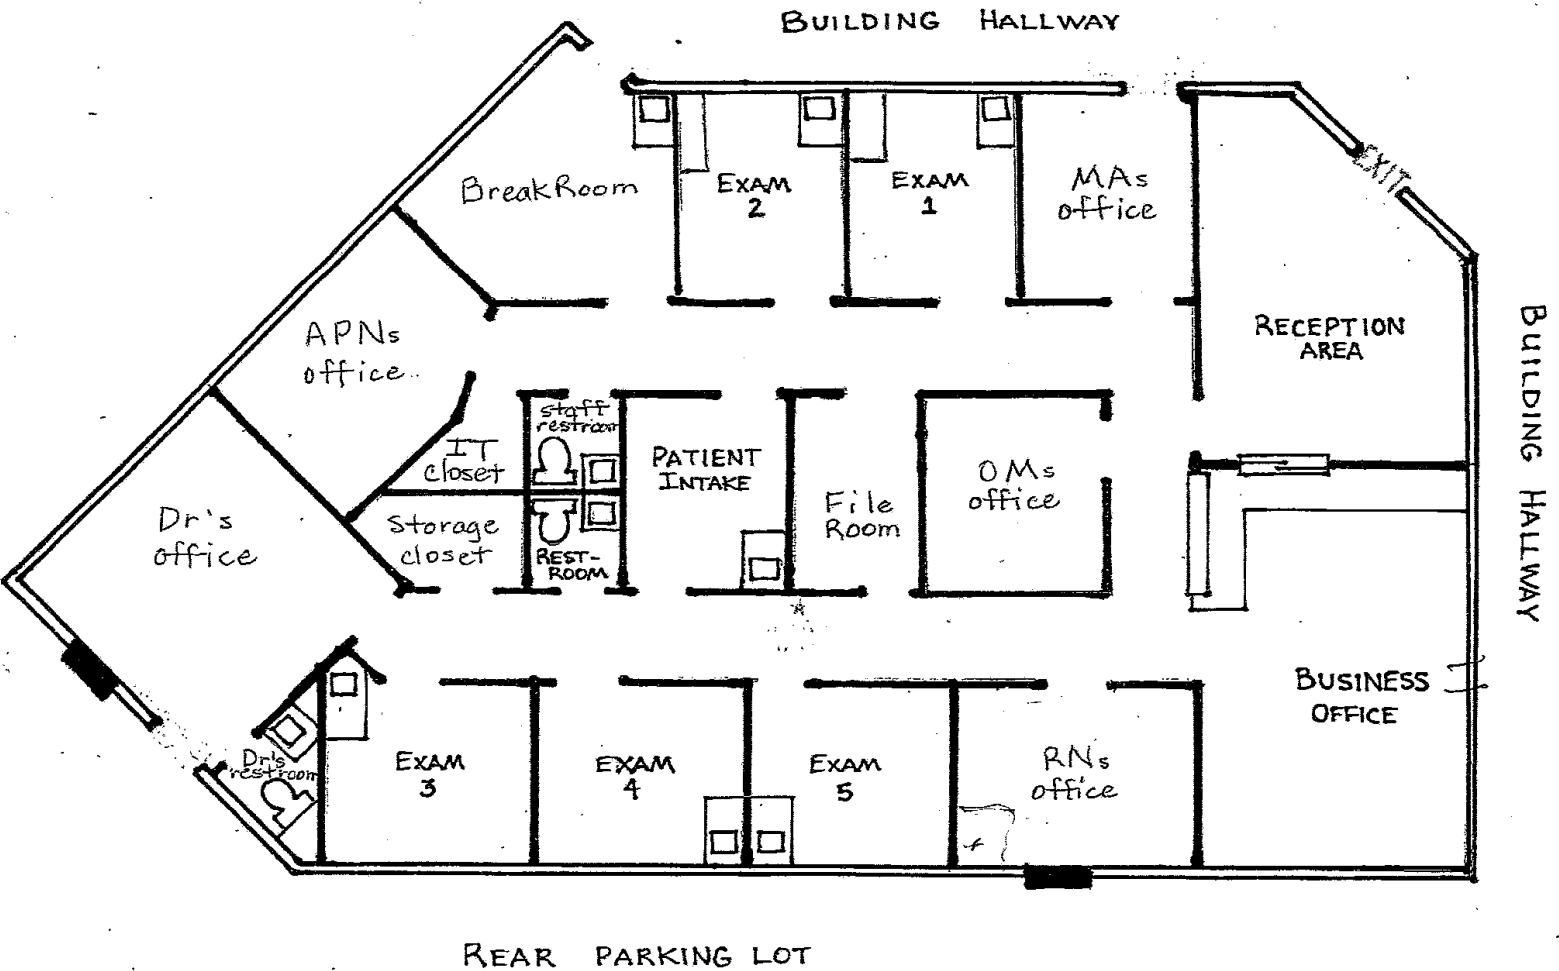 BUILDING HALLWAY
EXIT
BreakRoom
EXAM
2
EXAM
1
MAs
office
RECEPTION
AREA
BUILDING HALLWAY
APNs
office
staff
restroom
IT
closet
PATIENT
INTAKE
File
Room
OMs
office
Dr's
office
Storage
closet
REST-
ROOM
BUSINESS
OFFICE
Dr's
restroom
EXAM
3
EXAM
4
EXAM
5
RNs
office
REAR PARKING LOT